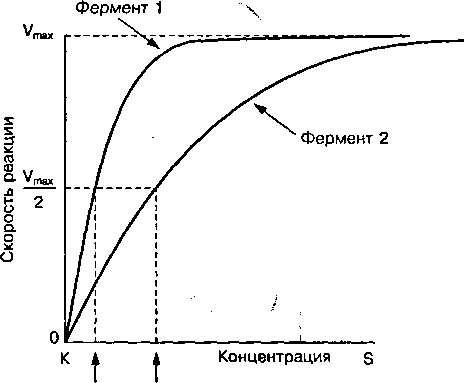 Фермент 1
Vmax
Фермент 2
Vmax
2
Скорость реакции
0
K
Концентрация
S